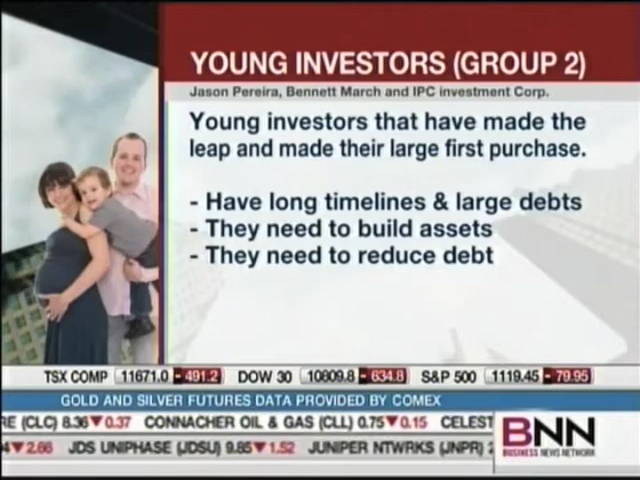 YOUNG INVESTORS (GROUP 2)
Jason Pereira, Bennett March and IPC investment Corp.
Young investors that have made the
leap and made their large first purchase.
- Have long timelines & large debts
- They need to build assets
- They need to reduce debt
TSX COMP 11671.0 -491.2 DOW 30 10809.8 -634.8 S&P 500 1119.45 -79.95
GOLD AND SILVER FUTURES DATA PROVIDED BY COMEX
RE (CLC) 8.36▼0.37 CONNACHER OIL & GAS (CLL) 0.75▼0.15 CELEST
4▼2.66 JDS UNIPHASE (JDSU) 9.85▼1.52 JUNIPER NTWRKS (JNPR)
BNN
BUSINESS NEWS NETWORK